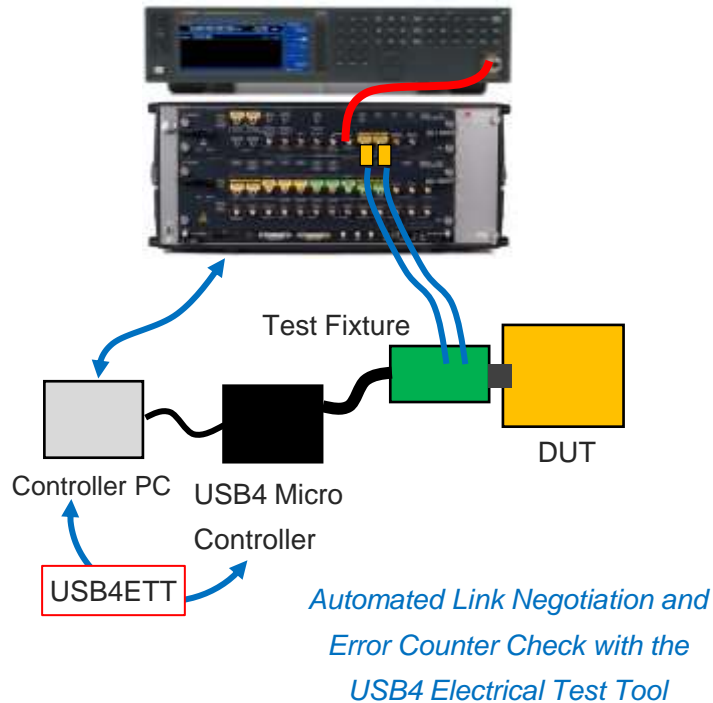 Test Fixture
DUT
Controller PC
USB4 Micro
Controller
USB4ETT
Automated Link Negotiation and
Error Counter Check with the
USB4 Electrical Test Tool